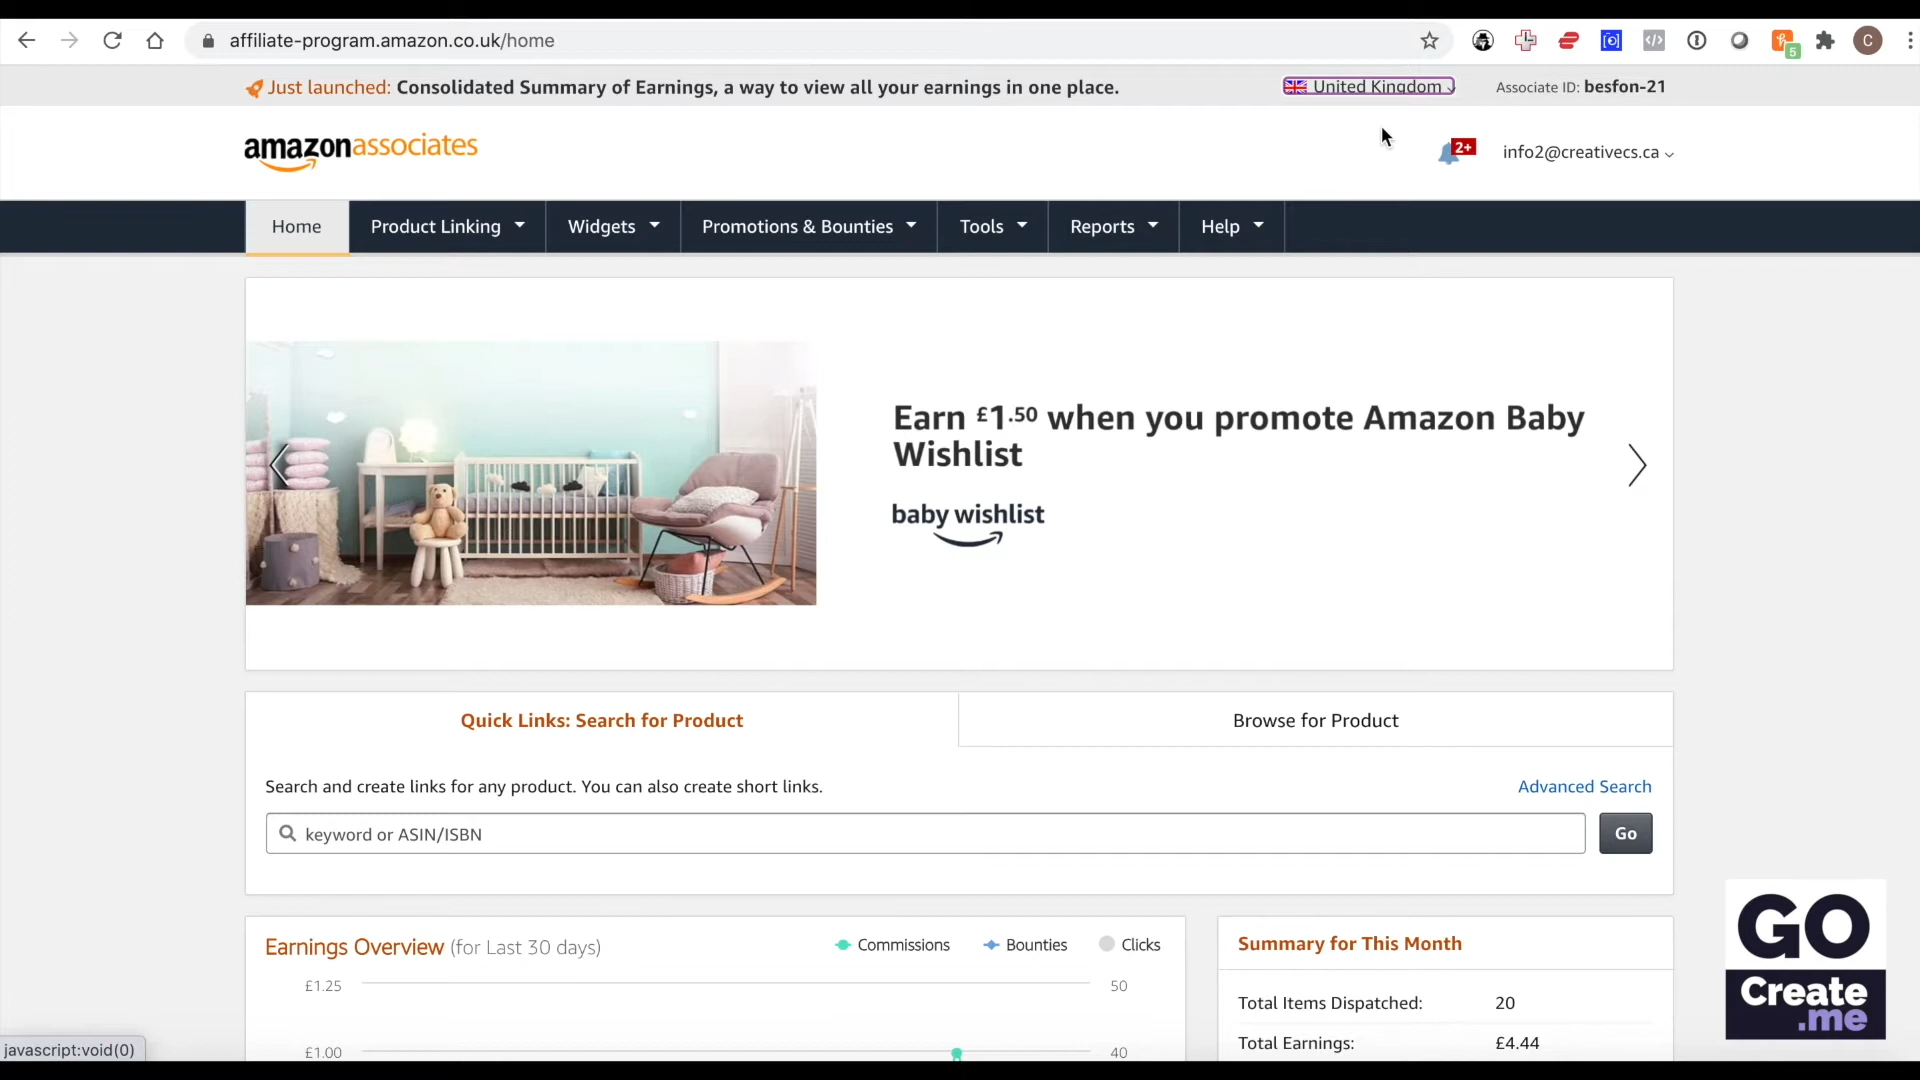 affiliate-program.amazon.co.uk/home
C
5
Just launched: Consolidated Summary of Earnings, a way to view all your earnings in one place.
United Kingdom
Associate ID: besfon-21
amazonassociates
2+
info2@creativecs.ca
Home
Product Linking
Widgets
Promotions & Bounties
Tools
Reports
Help
Earn £1.50 when you promote Amazon Baby
Wishlist
baby wishlist
Quick Links: Search for Product
Browse for Product
Search and create links for any product. You can also create short links.
Advanced Search
keyword or ASIN/ISBN
Go
Earnings Overview (for Last 30 days)
Commissions
Bounties
Clicks
£1.25
50
£1.00
40
Summary for This Month
Total Items Dispatched: 20
Total Earnings: £4.44
GO
Create
.me
javascript:void(0)